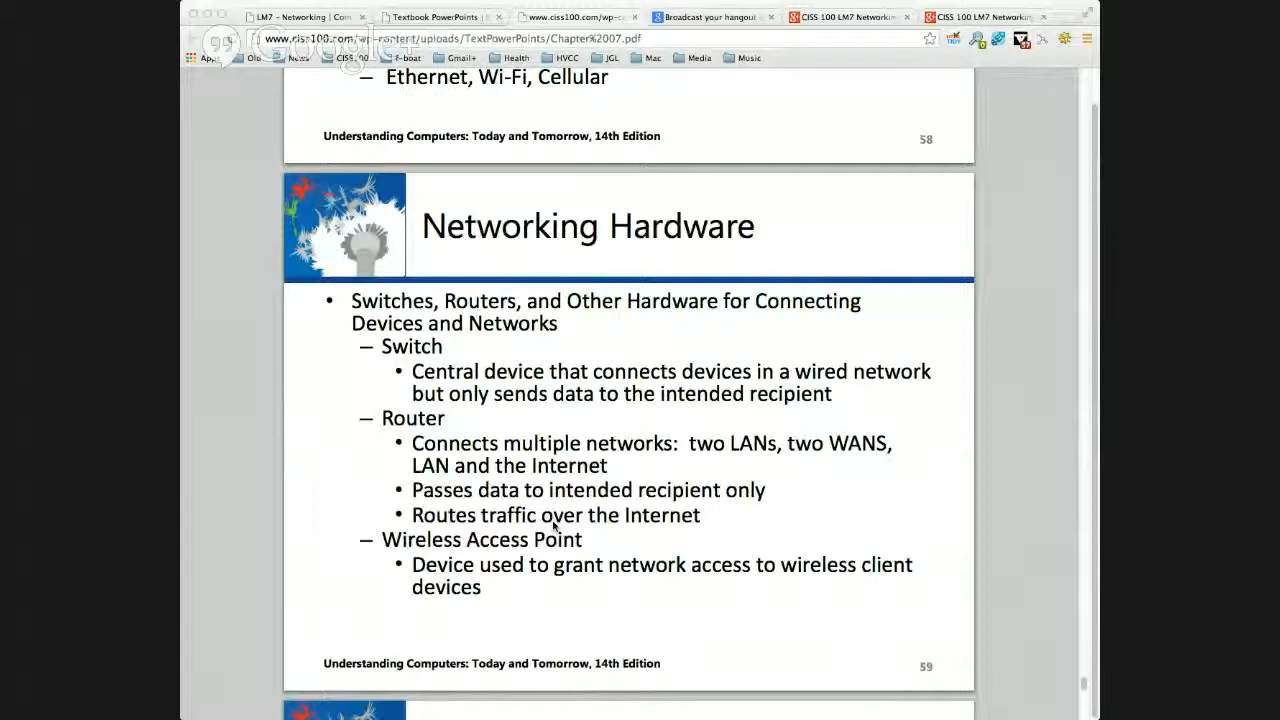 LM7 - Networking | Com
Textbook PowerPoints |
www.ciss100.com/wp-c
Broadcast your hangout
CISS 100 LM7 Networkin
CISS 100 LM7 Networkin
www.ciss100.com/wp-content/uploads/TextPowerPoints/Chapter%2007.pdf
Google+
News
CISS100
f-boat
Gmail+
Health
HVCC
JGL
Mac
Media
Music
– Ethernet, Wi-Fi, Cellular
Understanding Computers: Today and Tomorrow, 14th Edition
58
Networking Hardware
• Switches, Routers, and Other Hardware for Connecting
Devices and Networks
– Switch
• Central device that connects devices in a wired network
but only sends data to the intended recipient
– Router
• Connects multiple networks: two LANs, two WANS,
LAN and the Internet
• Passes data to intended recipient only
• Routes traffic over the Internet
– Wireless Access Point
• Device used to grant network access to wireless client
devices
Understanding Computers: Today and Tomorrow, 14th Edition
59